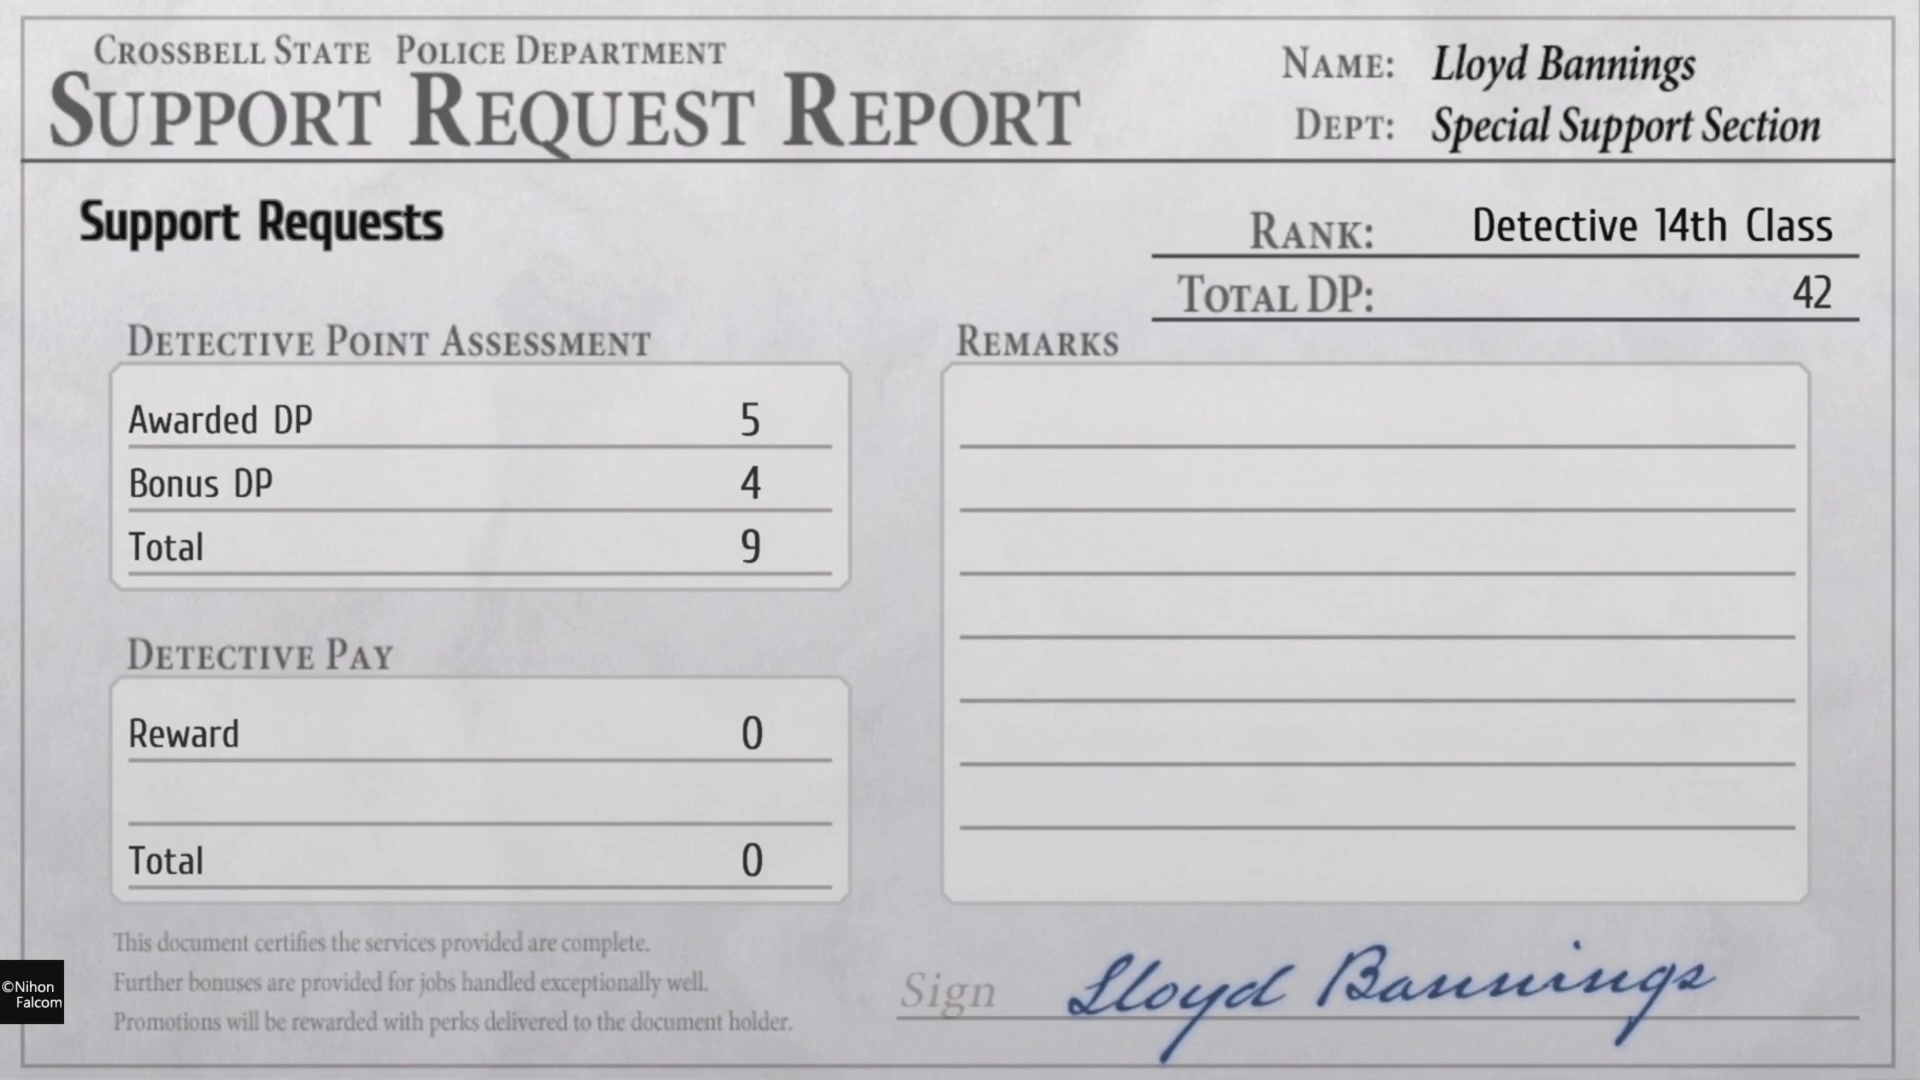 Crossbell State Police Department
Support Request Report
Name: Lloyd Bannings
Dept: Special Support Section
Support Requests
Rank: Detective 14th Class
Total DP: 42
Detective Point Assessment
Awarded DP 5
Bonus DP 4
Total 9
Detective Pay
Reward 0
Total 0
Remarks
This document certifies the services provided are complete.
Further bonuses are provided for jobs handled exceptionally well.
Promotions will be rewarded with perks delivered to the document holder.
Sign Lloyd Bannings
©Nihon
Falcom